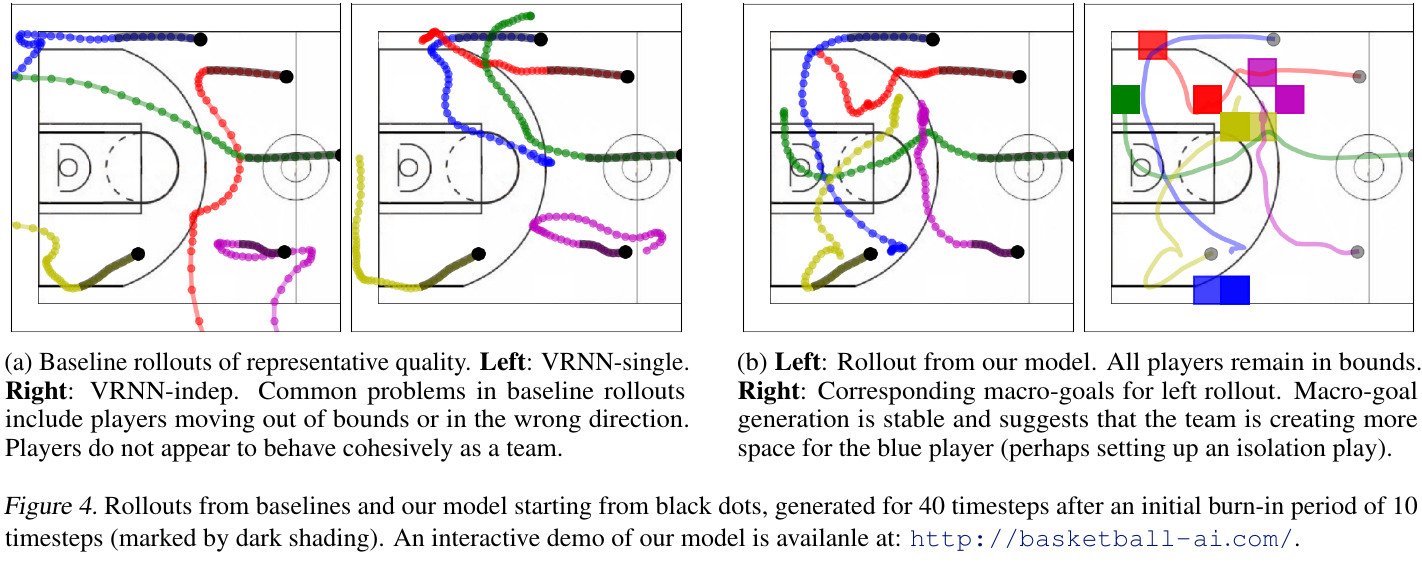 (a) Baseline rollouts of representative quality. Left: VRNN-single.
Right: VRNN-indep. Common problems in baseline rollouts
include players moving out of bounds or in the wrong direction.
Players do not appear to behave cohesively as a team.
(b) Left: Rollout from our model. All players remain in bounds.
Right: Corresponding macro-goals for left rollout. Macro-goal
generation is stable and suggests that the team is creating more
space for the blue player (perhaps setting up an isolation play).
Figure 4. Rollouts from baselines and our model starting from black dots, generated for 40 timesteps after an initial burn-in period of 10
timesteps (marked by dark shading). An interactive demo of our model is availanle at: http://basketball-ai.com/.